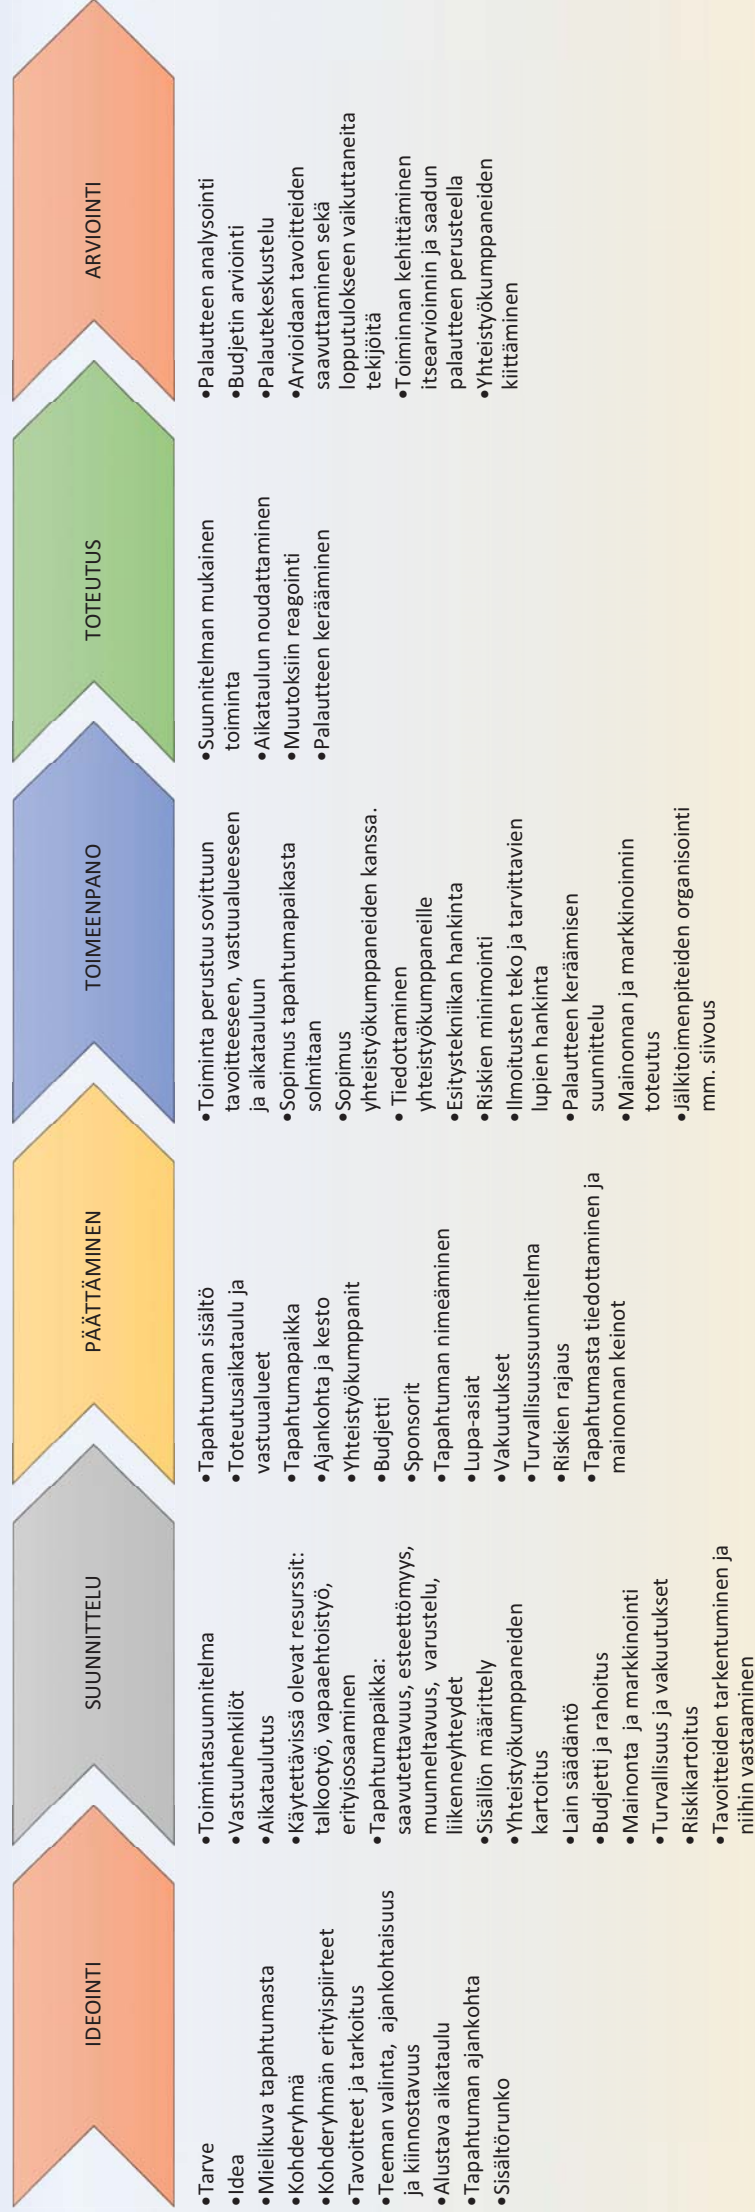 IDEOINTI
•Tarve
•Idea
•Mielikuva tapahtumasta
•Kohderyhmä
•Kohderyhmän erityispiirteet
•Tavoitteet ja tarkoitus
•Teeman valinta, ajankohtaisuus
ja kiinnostavuus
•Alustava aikataulu
•Tapahtuman ajankohta
•Sisältörunko
SUUNNITTELU
•Toimintasuunnitelma
•Vastuuhenkilöt
•Aikataulutus
•Käytettävissä olevat resurssit:
talkootyö, vapaaehtoistyö,
erityisosaaminen
•Tapahtumapaikka:
saavutettavuus, esteettömyys,
muunneltavuus, varustelu,
liikenneyhteydet
•Sisällön määrittely
•Yhteistyökumppaneiden
kartoitus
•Lain säädäntö
•Budjetti ja rahoitus
•Mainonta ja markkinointi
•Turvallisuus ja vakuutukset
•Riskikartoitus
•Tavoitteiden tarkentuminen ja
niihin vastaaminen
PÄÄTTÄMINEN
•Tapahtuman sisältö
•Toteutusaikataulu ja
vastuualueet
•Tapahtumapaikka
•Ajankohta ja kesto
•Yhteistyökumppanit
•Budjetti
•Sponsorit
•Tapahtuman nimeäminen
•Lupa-asiat
•Vakuutukset
•Turvallisuussuunnitelma
•Riskien rajaus
•Tapahtumasta tiedottaminen ja
mainonnan keinot
TOIMEENPANO
•Toiminta perustuu sovittuun
tavoitteeseen, vastuualueeseen
ja aikatauluun
•Sopimus tapahtumapaikasta
solmitaan
•Sopimus
yhteistyökumppaneiden kanssa.
• Tiedottaminen
yhteistyökumppaneille
•Esitystekniikan hankinta
•Riskien minimointi
•Ilmoitusten teko ja tarvittavien
lupien hankinta
•Palautteen keräämisen
suunnittelu
•Mainonnan ja markkinoinnin
toteutus
•Jälkitoimenpiteiden organisointi
mm. siivous
TOTEUTUS
•Suunnitelman mukainen
toiminta
•Aikataulun noudattaminen
•Muutoksiin reagointi
•Palautteen kerääminen
ARVIOINTI
•Palautteen analysointi
•Budjetin arviointi
•Palautekeskustelu
•Arvioidaan tavoitteiden
saavuttaminen sekä
lopputulokseen vaikuttaneita
tekijöitä
•Toiminnan kehittäminen
itsearvioinnin ja saadun
palautteen perusteella
•Yhteistyökumppaneiden
kiittäminen